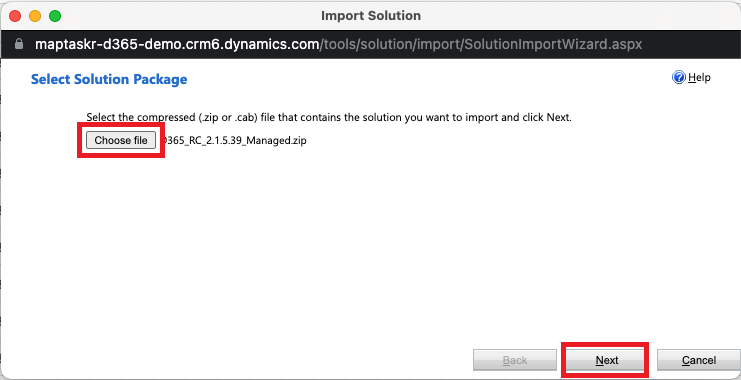 Import Solution
maptaskr-d365-demo.crm6.dynamics.com/tools/solution/import/SolutionImportWizard.aspx
Select Solution Package
Help
Select the compressed (.zip or .cab) file that contains the solution you want to import and click Next.
Choose file D365_RC_2.1.5.39_Managed.zip
Back Next Cancel